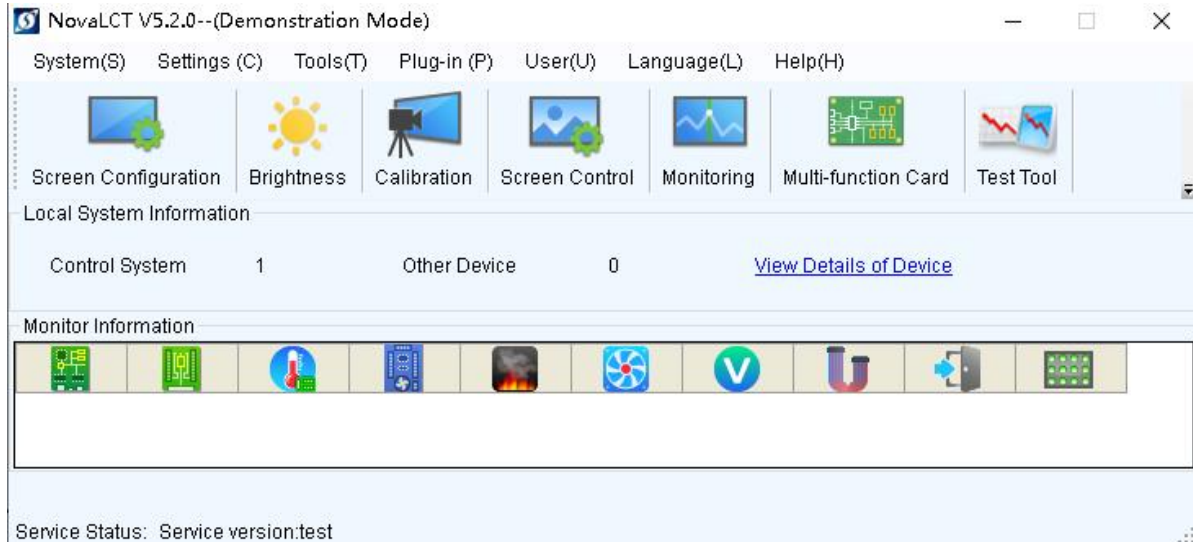 NovaLCT V5.2.0--(Demonstration Mode)
System(S) Settings (C) Tools(T) Plug-in (P) User(U) Language(L) Help(H)
Screen Configuration Brightness Calibration Screen Control Monitoring Multi-function Card Test Tool
Local System Information
Control System 1 Other Device 0 View Details of Device
Monitor Information
V
Service Status: Service version:test